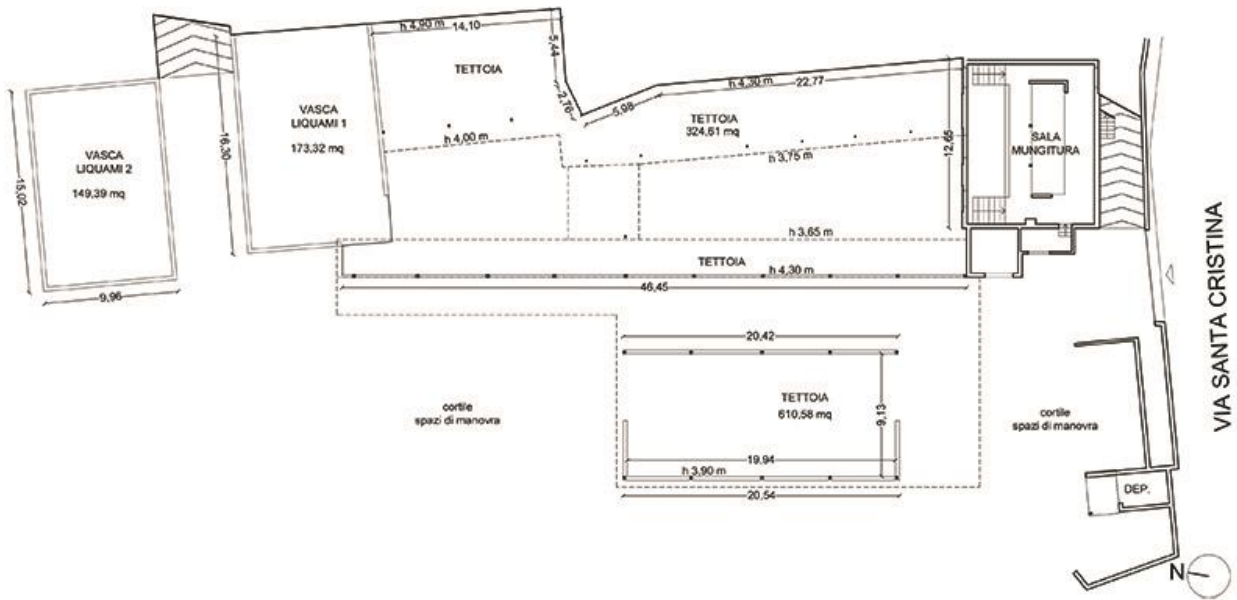 h 4,90 m
14,10
5,44
2,76
TETTOIA
h 4,00 m
5,98
h 4,30 m
22,77
TETTOIA
324,61 mq
h 3,75 m
12,65
SALA
MUNGITURA
VASCA
LIQUAMI 1
173,32 mq
16,30
VASCA
LIQUAMI 2
149,39 mq
15,02
9,96
h 3,65 m
TETTOIA
h 4,30 m
46,45
20,42
TETTOIA
610,58 mq
9,13
19,94
h 3,90 m
20,54
cortile
spazi di manovra
cortile
spazi di manovra
DEP.
VIA SANTA CRISTINA
N